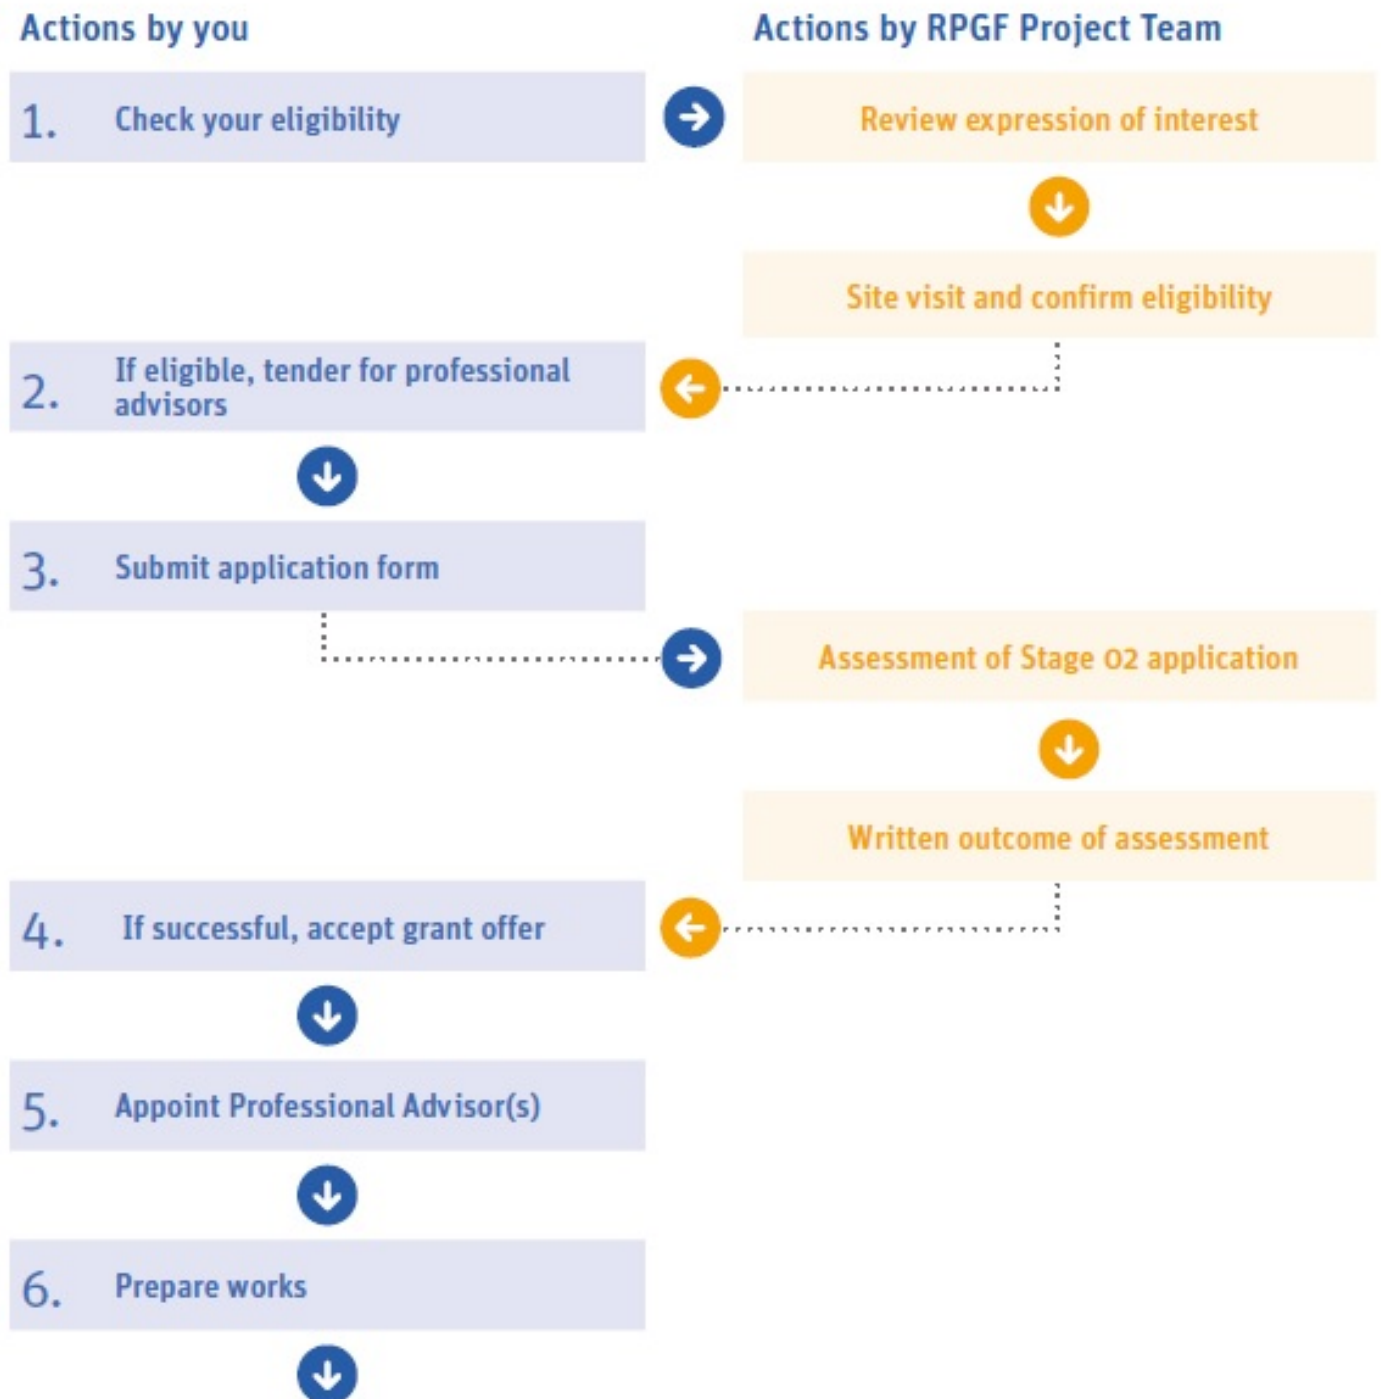 Actions by you
Actions by RPGF Project Team
1. Check your eligibility
Review expression of interest
Site visit and confirm eligibility
2. If eligible, tender for professional
advisors
3. Submit application form
Assessment of Stage 02 application
Written outcome of assessment
4. If successful, accept grant offer
5. Appoint Professional Advisor(s)
6. Prepare works